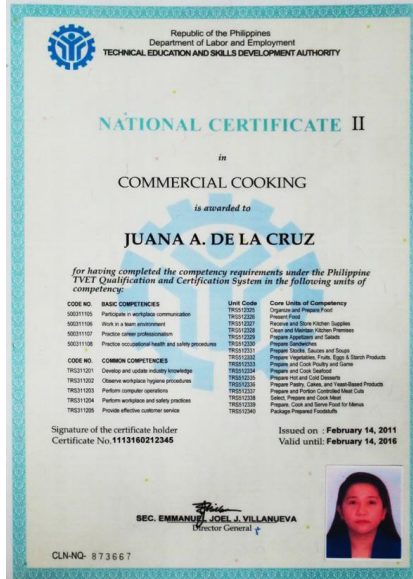 Republic of the Philippines
Department of Labor and Employment
TECHNICAL EDUCATION AND SKILLS DEVELOPMENT AUTHORITY
NATIONAL CERTIFICATE II
in
COMMERCIAL COOKING
is awarded to
JUANA A. DE LA CRUZ
for having completed the competency requirements under the Philippine
TVET Qualification and Certification System in the following units of
competency:
CODE NO. BASIC COMPETENCIES
500311105 Participate in workplace communication
500311106 Work in a team environment
500311107 Practice career professionalism
500311108 Practice occupational health and safety procedures
CODE NO. COMMON COMPETENCIES
TRS311201 Develop and update industry knowledge
TRS311202 Observe workplace hygiene procedures
TRS311203 Perform computer operations
TRS311204 Perform workplace and safety practices
TRS311205 Provide effective customer service
Unit Code Core Units of Competency
TRS512325 Organize and Prepare Food
TRS512326 Present Food
TRS512327 Receive and Store Kitchen Supplies
TRS512328 Clean and Maintain Kitchen Premises
TRS512329 Prepare Appetizers and Salads
TRS512330 Prepare Sandwiches
TRS512331 Prepare Stocks, Sauces and Soups
TRS512332 Prepare Vegetables, Fruits, Eggs & Starch Products
TRS512333 Prepare and Cook Poultry and Game
TRS512334 Prepare and Cook Seafood
TRS512335 Prepare Hot and Cold Desserts
TRS512336 Prepare Pastry, Cakes, and Yeast-Based Products
TRS512337 Prepare and Portion Controlled Meat Cuts
TRS512338 Select, Prepare and Cook Meat
TRS512339 Prepare, Cook and Serve Food for Menus
TRS512340 Package Prepared Foodstuffs
Signature of the certificate holder
Certificate No. 1113160212345
Issued on : February 14, 2011
Valid until: February 14, 2016
SEC. EMMANUEL JOEL J. VILLANUEVA
Director General
CLN-NQ- 873667